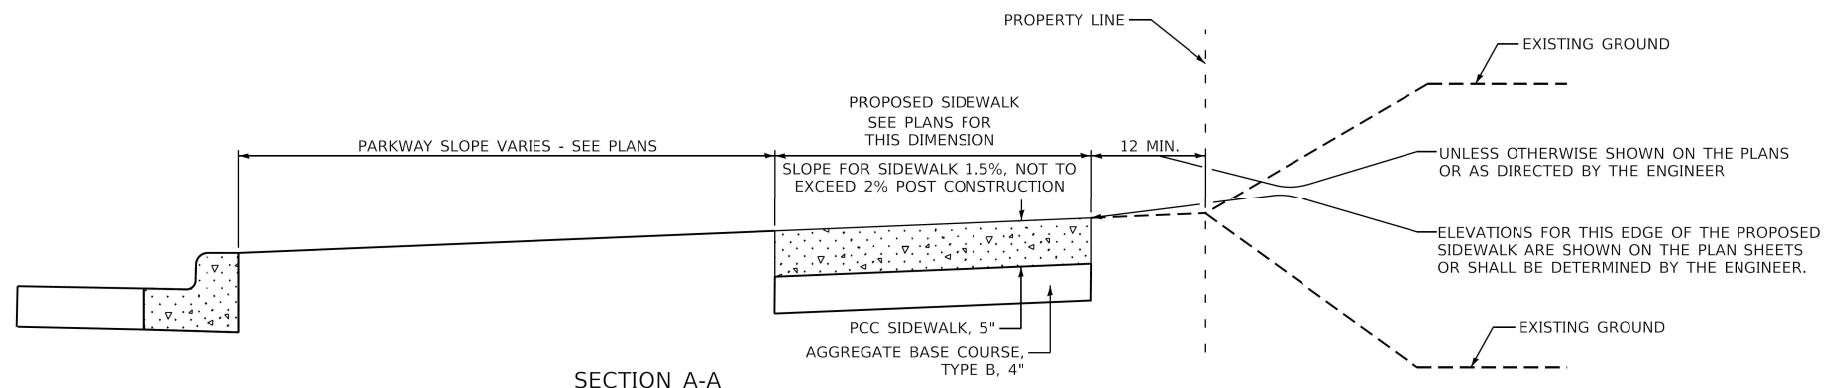 PROPERTY LINE
EXISTING GROUND
PROPOSED SIDEWALK
SEE PLANS FOR
THIS DIMENSION
PARKWAY SLOPE VARIES - SEE PLANS
12 MIN.
UNLESS OTHERWISE SHOWN ON THE PLANS
OR AS DIRECTED BY THE ENGINEER
SLOPE FOR SIDEWALK 1.5%, NOT TO
EXCEED 2% POST CONSTRUCTION
ELEVATIONS FOR THIS EDGE OF THE PROPOSED
SIDEWALK ARE SHOWN ON THE PLAN SHEETS
OR SHALL BE DETERMINED BY THE ENGINEER.
PCC SIDEWALK, 5"
EXISTING GROUND
AGGREGATE BASE COURSE,
TYPE B, 4"
SECTION A-A